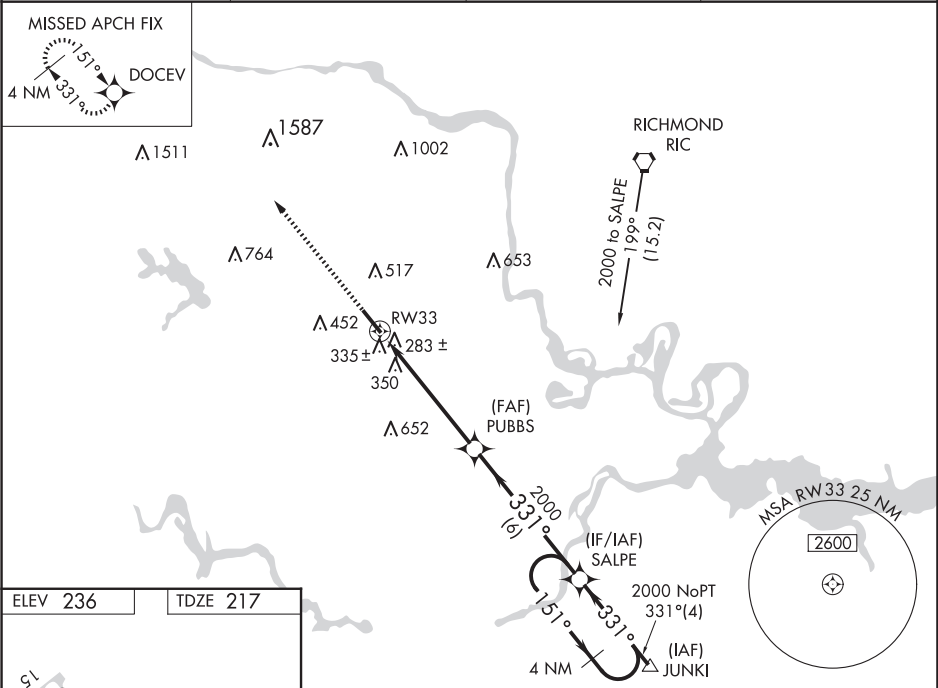 MISSED APCH FIX
151°
DOCEV
4 NM
331°
1511
1587
1002
RICHMOND
RIC
2000 to SALPE
199°
(15.2)
764
517
653
452
RW33
335 ±
283 ±
350
652
(FAF)
PUBBS
2000
331°
(6)
(IF/IAF)
SALPE
MSA RW33 25 NM
2600
2000 NoPT
331°(4)
151°
331°
4 NM
(IAF)
JUNKI
ELEV 236
TDZE 217
15